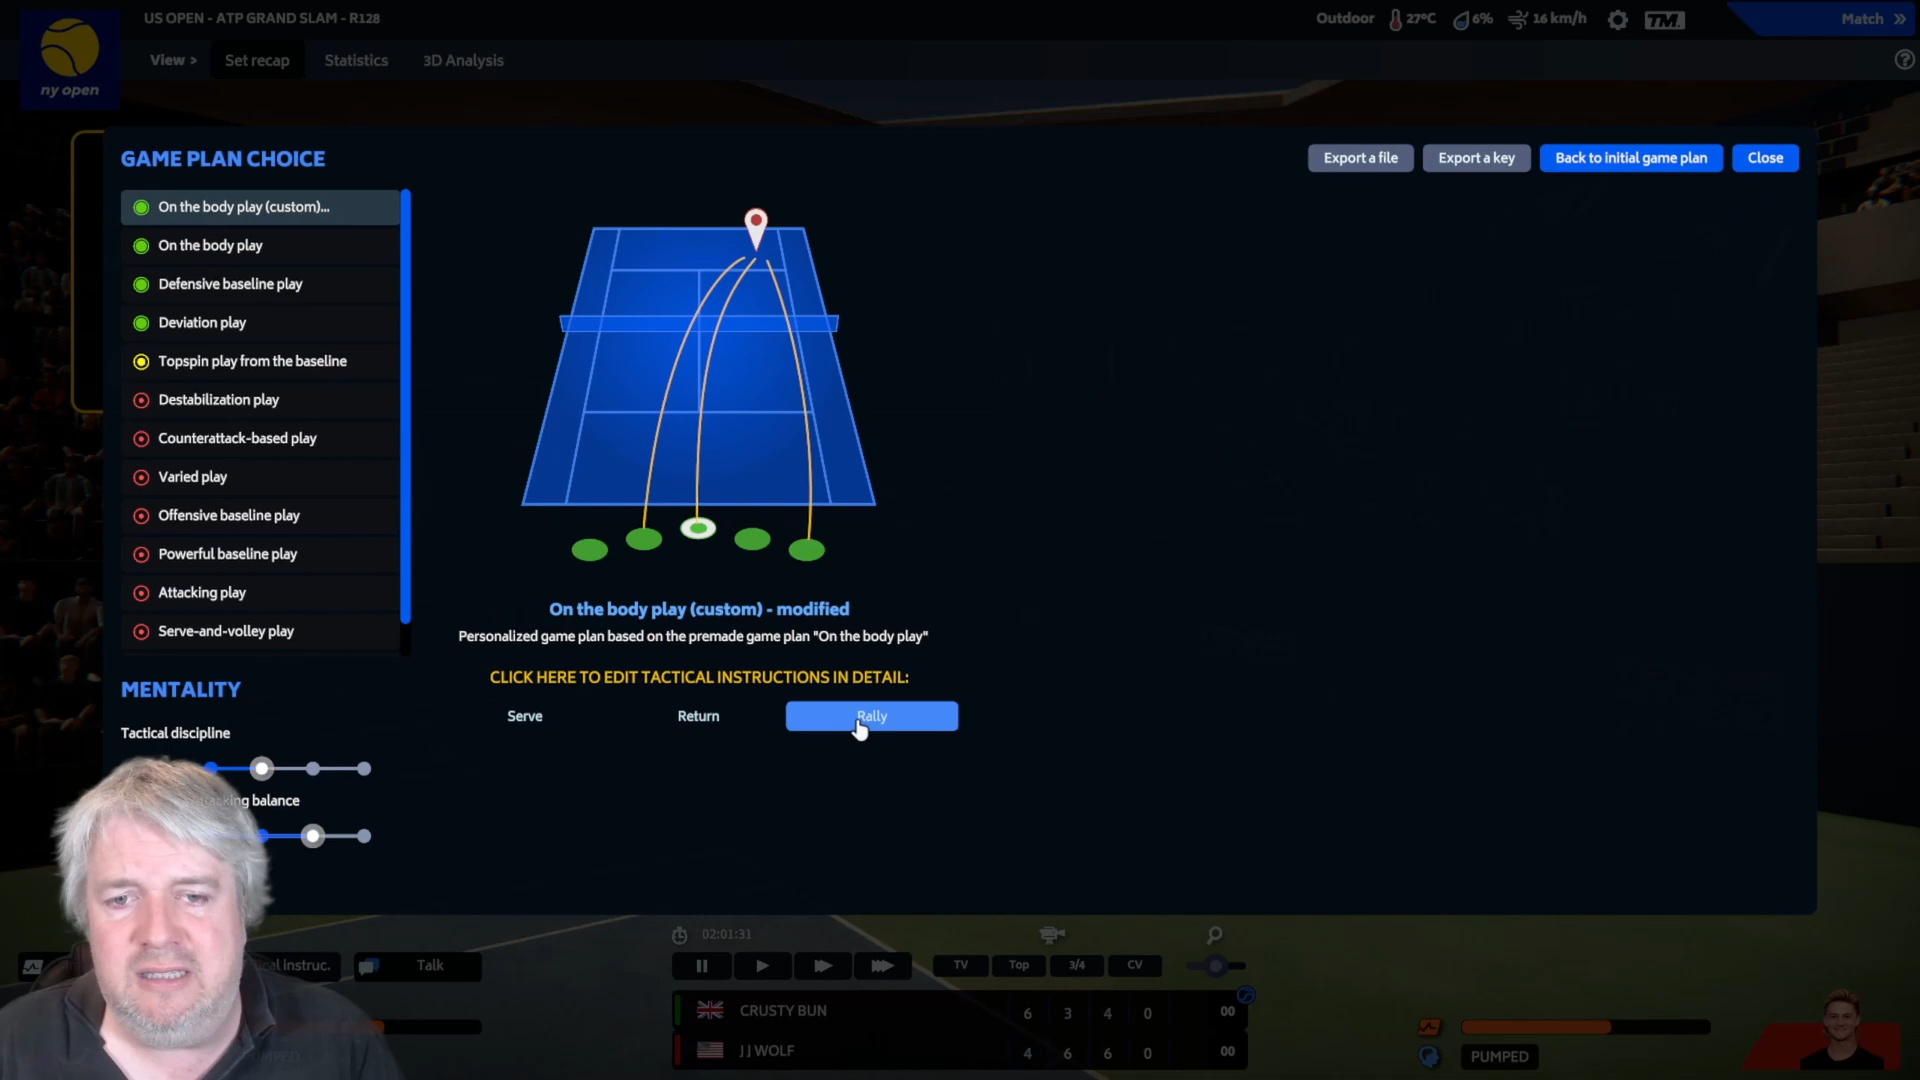 US OPEN - ATP GRAND SLAM - R128
Outdoor 27°C 6% 16 km/h TM. Match
View > Set recap Statistics 3D Analysis
ny open
GAME PLAN CHOICE
Export a file Export a key Back to initial game plan Close
On the body play (custom)...
On the body play
Defensive baseline play
Deviation play
Topspin play from the baseline
Destabilization play
Counterattack-based play
Varied play
Offensive baseline play
Powerful baseline play
Attacking play
Serve-and-volley play
On the body play (custom) - modified
Personalized game plan based on the premade game plan "On the body play"
CLICK HERE TO EDIT TACTICAL INSTRUCTIONS IN DETAIL:
Serve Return Rally
MENTALITY
Tactical discipline
balance
02:01:31
instruc. Talk
TV Top 3/4 CV
CRUSTY BUN 6 3 4 0 00
J J WOLF 4 6 6 0 00
PUMPED